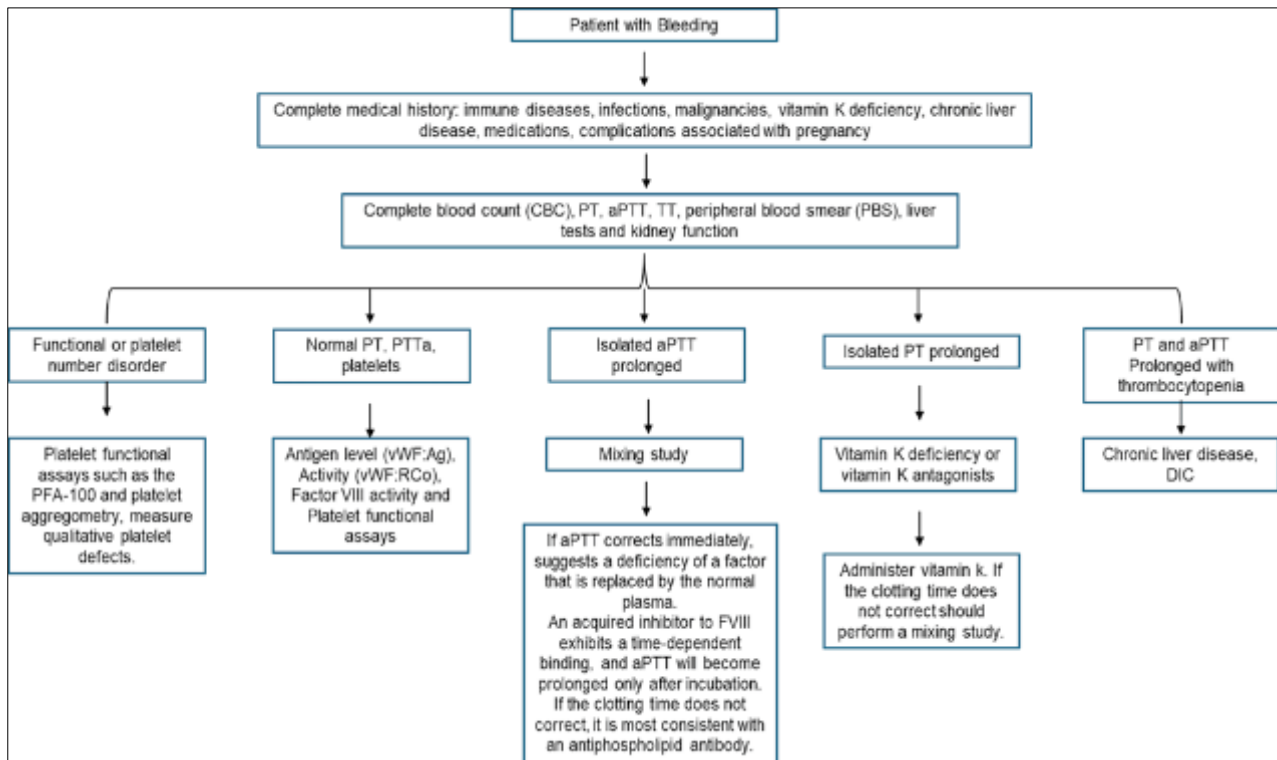 Patient with Bleeding
Complete medical history: immune diseases, infections, malignancies, vitamin K deficiency, chronic liver
disease, medications, complications associated with pregnancy
Complete blood count (CBC), PT, aPTT, TT, peripheral blood smear (PBS), liver
tests and kidney function
Functional or platelet
number disorder
Normal PT, PTTa,
platelets
Isolated aPTT
prolonged
Isolated PT prolonged
PT and aPTT
Prolonged with
thrombocytopenia
Platelet functional
assays such as the
PFA-100 and platelet
aggregometry, measure
qualitative platelet
defects.
Antigen level (vWF:Ag),
Activity (vWF:RCo),
Factor VIII activity and
Platelet functional
assays
Mixing study
Vitamin K deficiency or
vitamin K antagonists
Chronic liver disease,
DIC
If aPTT corrects immediately,
suggests a deficiency of a factor
that is replaced by the normal
plasma.
An acquired inhibitor to FVIII
exhibits a time-dependent
binding, and aPTT will become
prolonged only after incubation.
If the clotting time does not
correct, it is most consistent with
an antiphospholipid antibody.
Administer vitamin k. If
the clotting time does
not correct should
perform a mixing study.